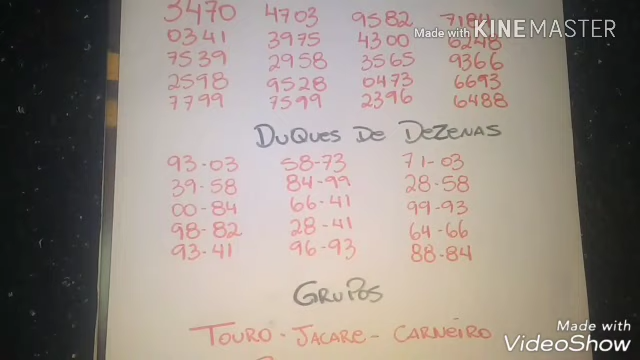 3470 4703 9582
Made with KINEMASTER
0341 3975 4300 6248
7539 2958 3565 9366
2598 9528 0473 6693
7799 7599 2396 6488
DUQUES DE DEZENAS
93-03 58-73 71-03
39-58 84-99 28-58
00-84 66-41 99-93
98-82 28-41 64-66
93-41 96-93 88-84
GRUPOS
TOURO - JACARE - CARNEIRO
Made with
VideoShow